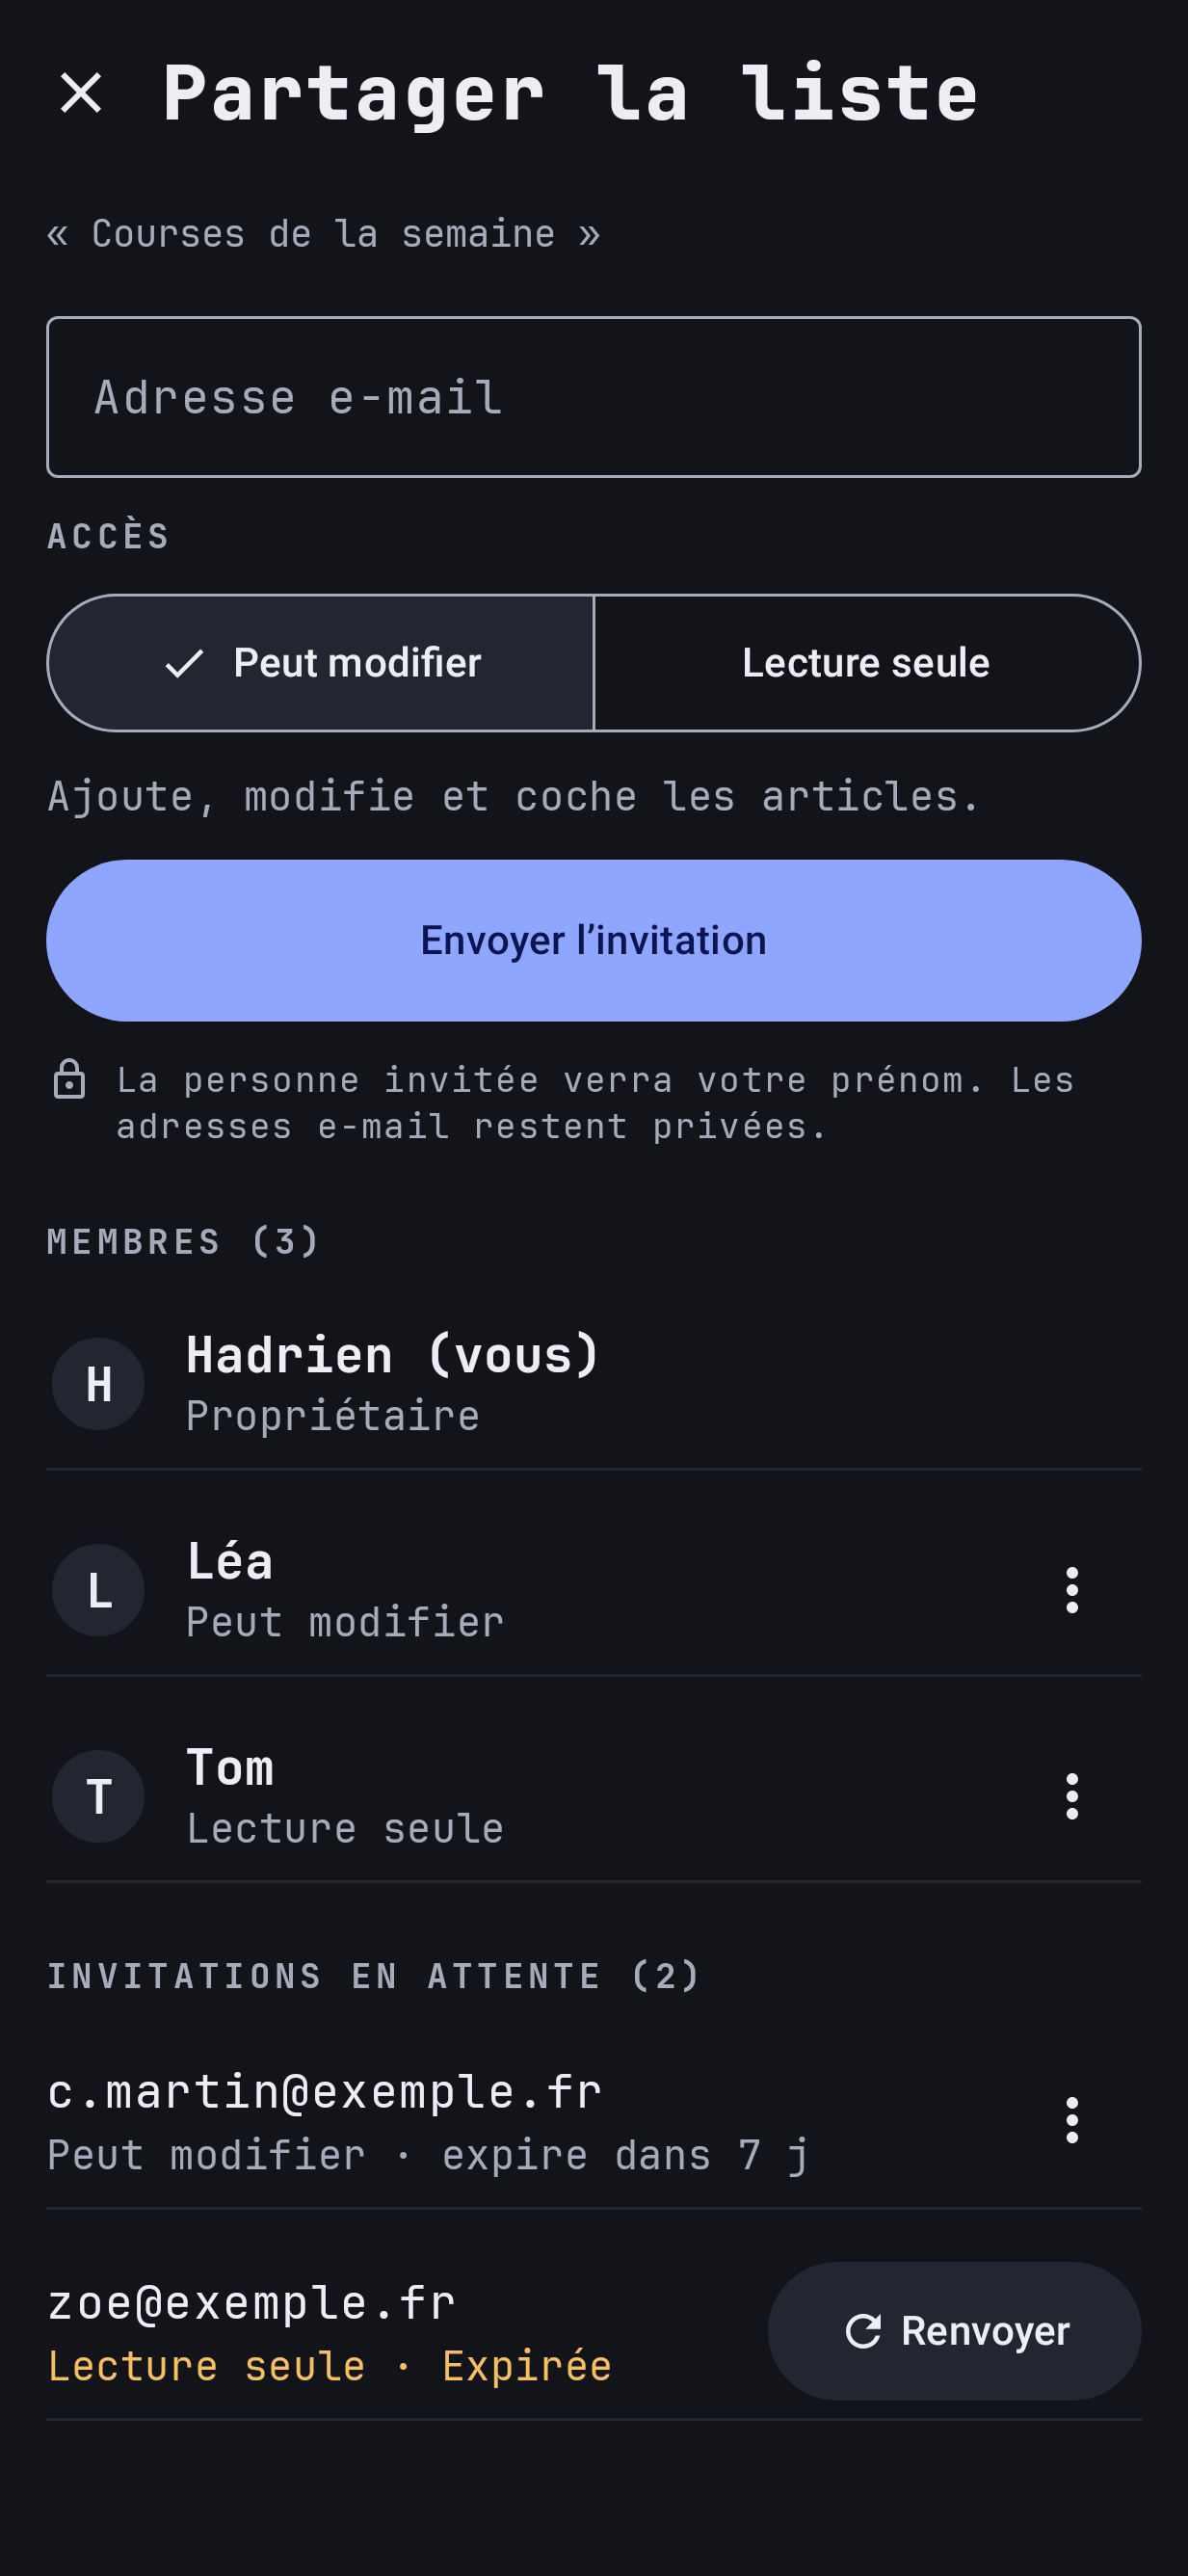 Partager la liste
« Courses de la semaine »
Adresse e-mail
ACCÈS
Peut modifier
Lecture seule
Ajoute, modifie et coche les articles.
Envoyer l’invitation
La personne invitée verra votre prénom. Les
adresses e-mail restent privées.
MEMBRES (3)
H
Hadrien (vous)
Propriétaire
L
Léa
Peut modifier
T
Tom
Lecture seule
INVITATIONS EN ATTENTE (2)
c.martin@exemple.fr
Peut modifier · expire dans 7 j
zoe@exemple.fr
Lecture seule · Expirée
Renvoyer